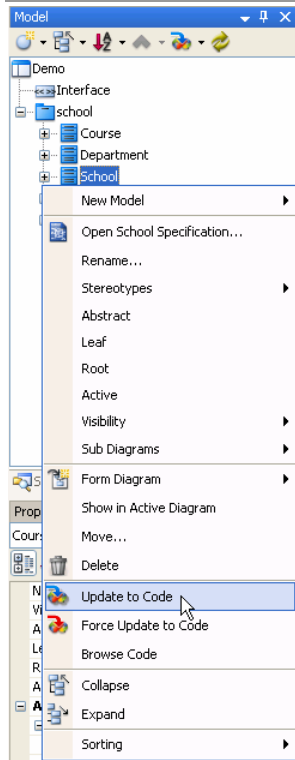 Model
Demo
Interface
school
Course
Department
School
New Model
Open School Specification...
Rename...
Stereotypes
Abstract
Leaf
Root
Active
Visibility
Sub Diagrams
Form Diagram
Show in Active Diagram
Move...
Delete
Update to Code
Force Update to Code
Browse Code
Collapse
Expand
Sorting
S
Prop
Cours
N
Vi
A
Le
R
A
A